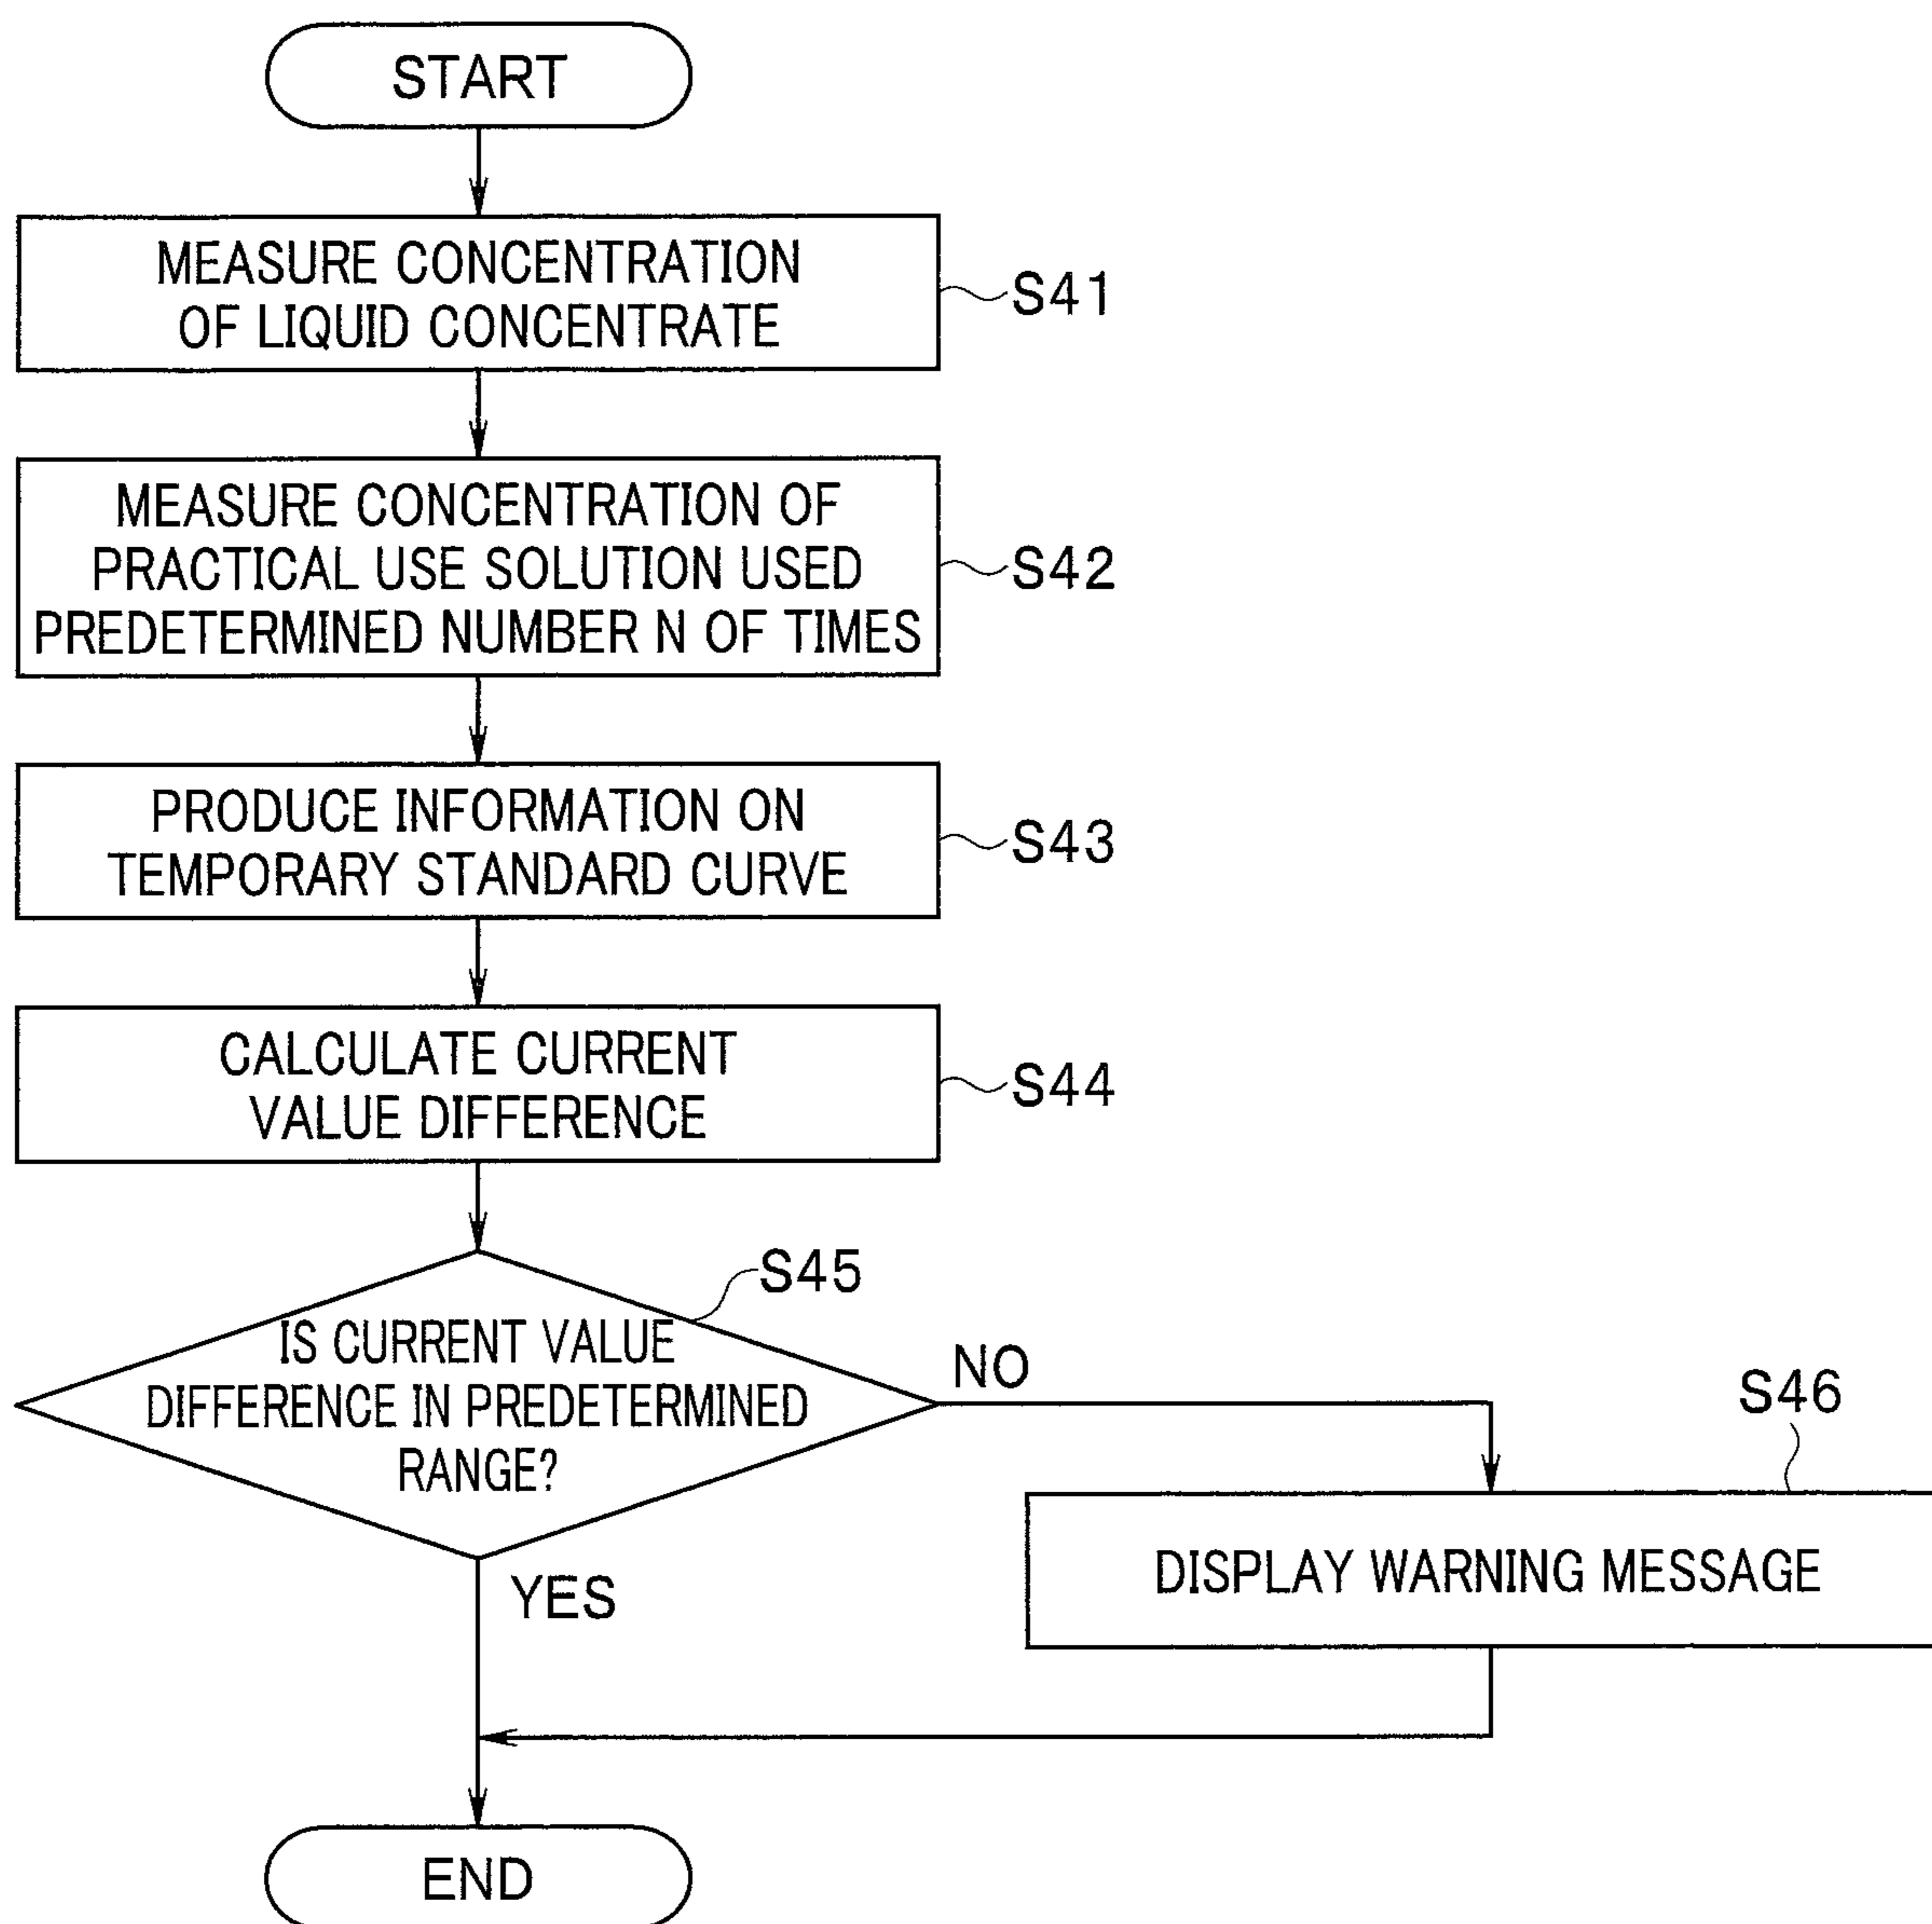 START
MEASURE CONCENTRATION
OF LIQUID CONCENTRATE
S41
MEASURE CONCENTRATION OF
PRACTICAL USE SOLUTION USED
PREDETERMINED NUMBER N OF TIMES
S42
PRODUCE INFORMATION ON
TEMPORARY STANDARD CURVE
S43
CALCULATE CURRENT
VALUE DIFFERENCE
S44
S45
IS CURRENT VALUE
DIFFERENCE IN PREDETERMINED
RANGE?
NO
S46
DISPLAY WARNING MESSAGE
YES
END